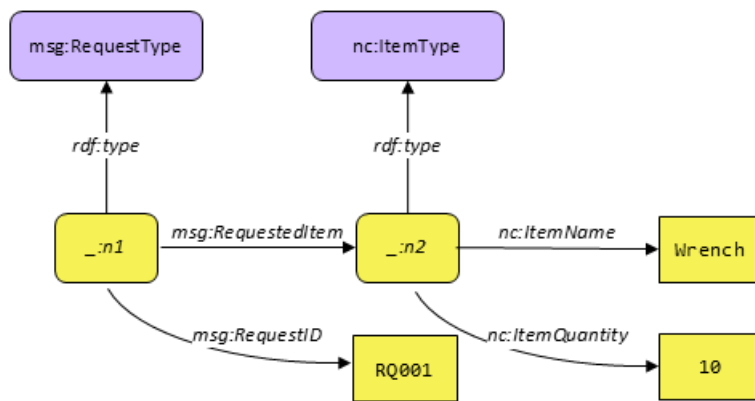 msg:RequestType
nc:ItemType
rdf:type
rdf:type
_:n1
msg:RequestedItem
_:n2
nc:ItemName
Wrench
msg:RequestID
nc:ItemQuantity
RQ001
10